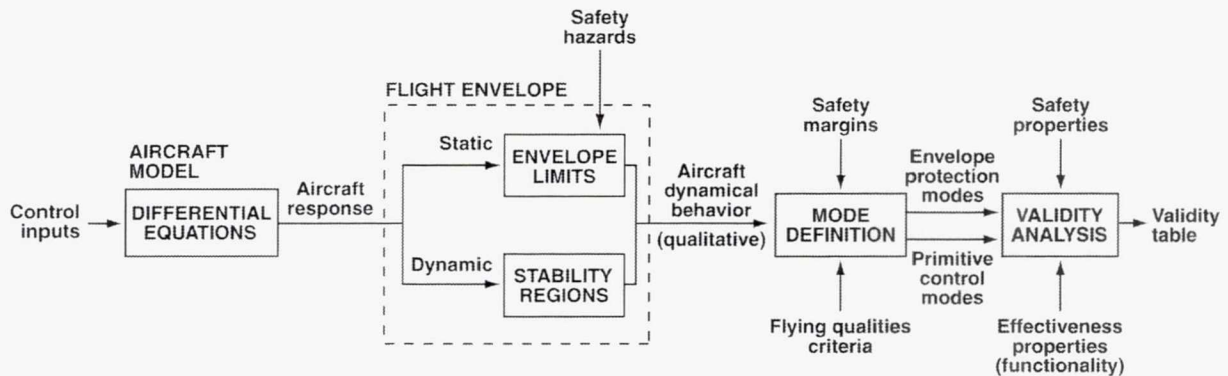 Safety
hazards
FLIGHT ENVELOPE
AIRCRAFT
MODEL
Control
inputs
DIFFERENTIAL
EQUATIONS
Aircraft
response
Static
ENVELOPE
LIMITS
Dynamic
STABILITY
REGIONS
Aircraft
dynamical
behavior
(qualitative)
Safety
margins
MODE
DEFINITION
Flying qualities
criteria
Envelope
protection
modes
Primitive
control
modes
Safety
properties
VALIDITY
ANALYSIS
Effectiveness
properties
(functionality)
Validity
table